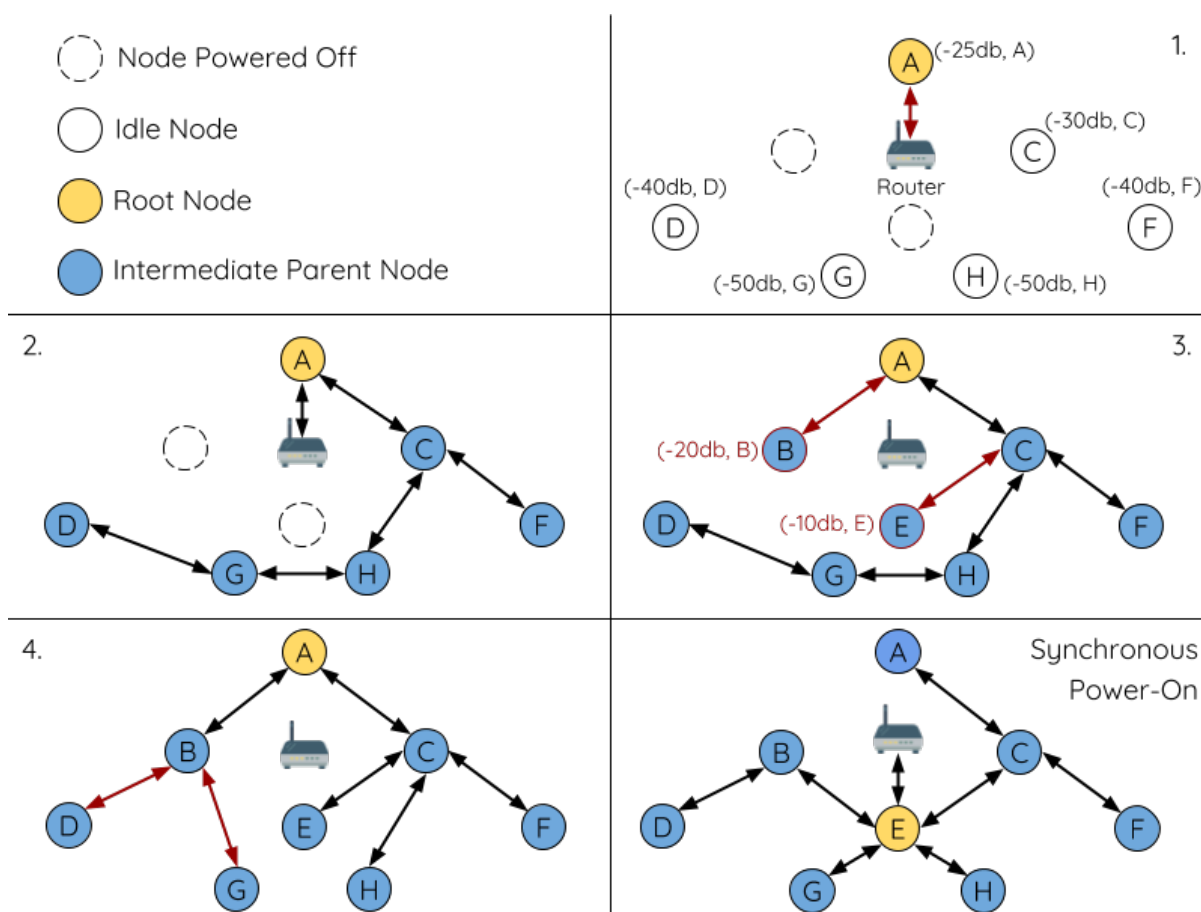 Node Powered Off
Idle Node
Root Node
Intermediate Parent Node
1.
A
(-25db, A)
C
(-30db, C)
Router
(-40db, D)
D
(-40db, F)
F
(-50db, G)
G
H
(-50db, H)
2.
A
C
D
F
G
H
3.
A
(-20db, B)
B
C
D
(-10db, E)
E
F
G
H
4.
A
B
C
D
E
F
G
H
Synchronous
Power-On
A
B
C
D
E
F
G
H